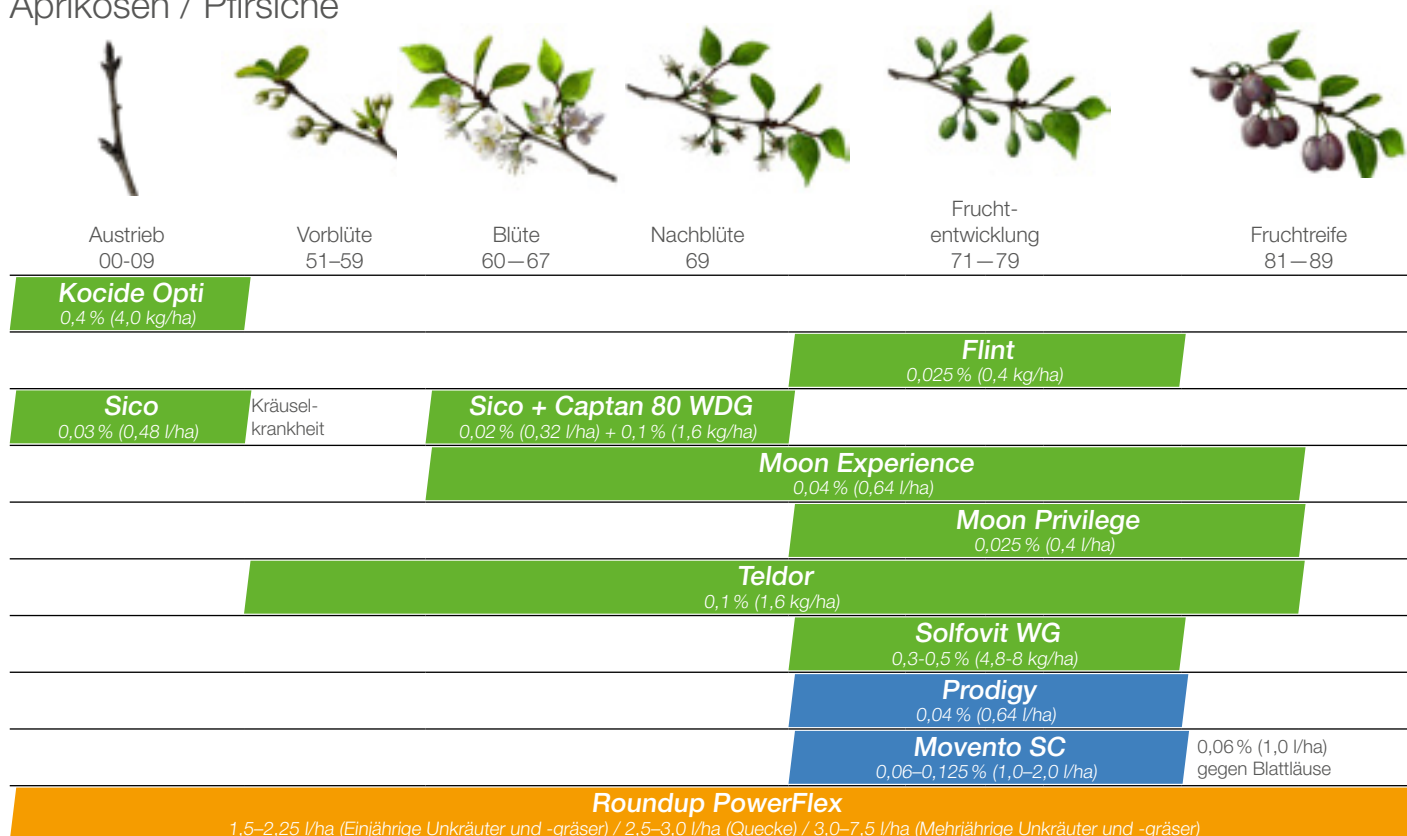 Aprikosen / Pfirsiche
Austrieb
00-09
Vorblüte
51–59
Blüte
60—67
Nachblüte
69
Frucht-
entwicklung
71—79
Fruchtreife
81—89
Kocide Opti
0,4 % (4,0 kg/ha)
Flint
0,025 % (0,4 kg/ha)
Sico
0,03 % (0,48 l/ha)
Kräusel-
krankheit
Sico + Captan 80 WDG
0,02 % (0,32 l/ha) + 0,1 % (1,6 kg/ha)
Moon Experience
0,04 % (0,64 l/ha)
Moon Privilege
0,025 % (0,4 l/ha)
Teldor
0,1 % (1,6 kg/ha)
Solfovit WG
0,3-0,5 % (4,8-8 kg/ha)
Prodigy
0,04 % (0,64 l/ha)
Movento SC
0,06–0,125 % (1,0–2,0 l/ha)
0,06 % (1,0 l/ha)
gegen Blattläuse
Roundup PowerFlex
1,5–2,25 l/ha (Einjährige Unkräuter und -gräser) / 2,5–3,0 l/ha (Quecke) / 3,0–7,5 l/ha (Mehrjährige Unkräuter und -gräser)